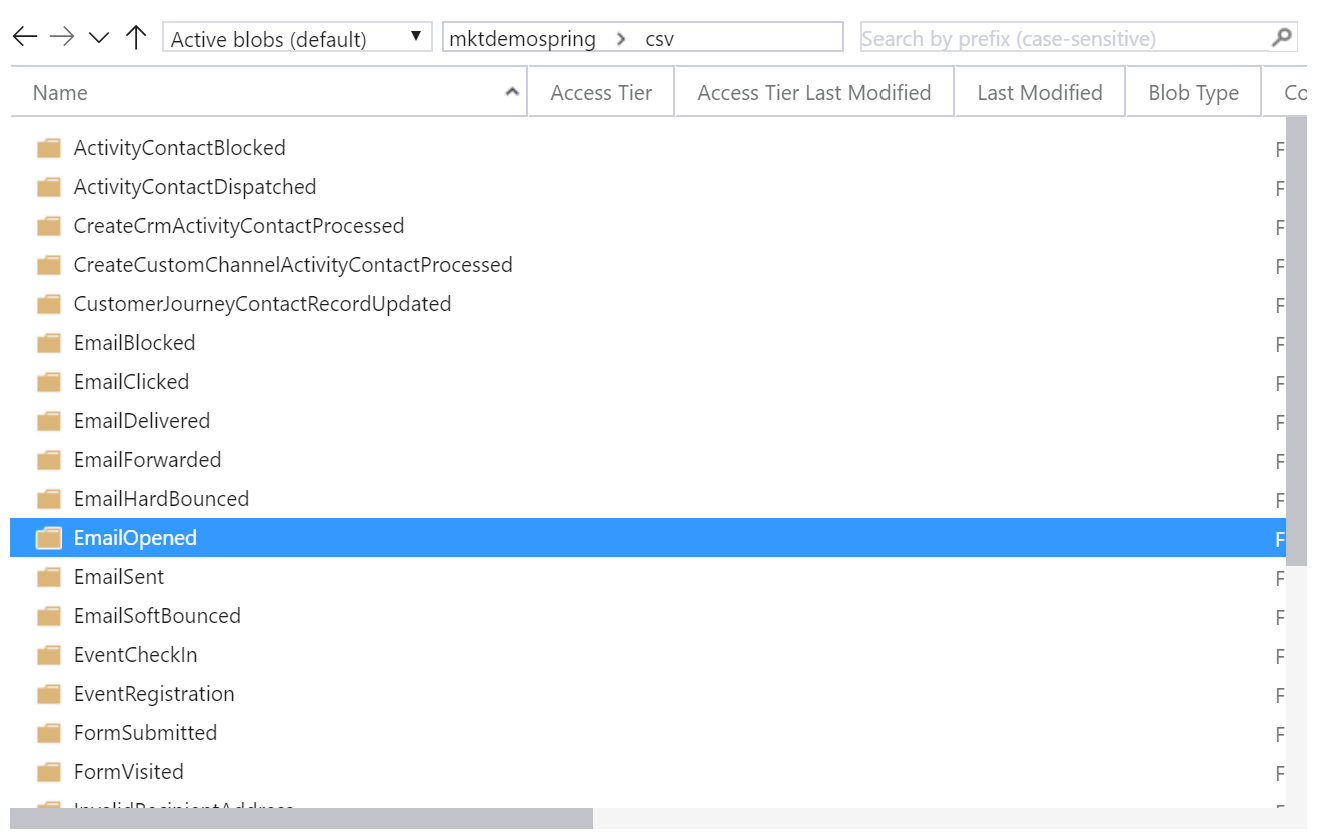 Active blobs (default) mktdemospring csv Search by prefix (case-sensitive)
Name Access Tier Access Tier Last Modified Last Modified Blob Type Co
ActivityContactBlocked F
ActivityContactDispatched F
CreateCrmActivityContactProcessed F
CreateCustomChannelActivityContactProcessed F
CustomerJourneyContactRecordUpdated F
EmailBlocked F
EmailClicked F
EmailDelivered F
EmailForwarded F
EmailHardBounced F
EmailOpened F
EmailSent F
EmailSoftBounced F
EventCheckIn F
EventRegistration F
FormSubmitted F
FormVisited F
InvalidRecipientAddress F